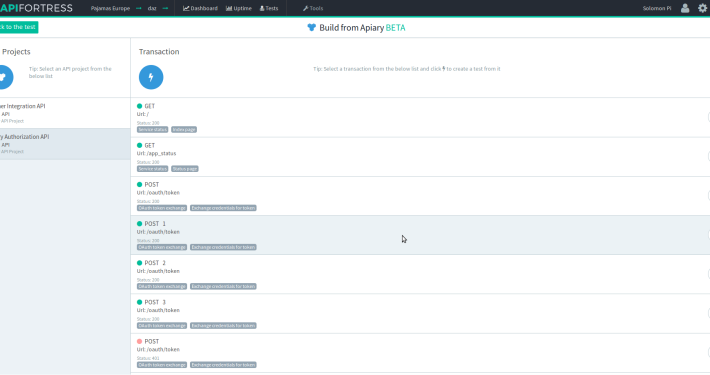 APIFORTRESS
Pajamas Europe → daz → Dashboard Uptime Tests Tools Solomon Pi
ck to the test
Build from Apiary BETA
Projects
Transaction
Tip: Select an API project from the
below list
Tip: Select a transaction from the below list and click to create a test from it
er Integration API
API
API Project
y Authorization API
API
API Project
GET
Url: /
Status: 200
Service status Index page
GET
Url: /app_status
Status: 200
Service status Status page
POST
Url: /oauth/token
Status: 200
OAuth token exchange Exchange credentials for token
POST 1
Url: /oauth/token
Status: 200
OAuth token exchange Exchange credentials for token
POST 2
Url: /oauth/token
Status: 200
OAuth token exchange Exchange credentials for token
POST 3
Url: /oauth/token
Status: 200
OAuth token exchange Exchange credentials for token
POST
Url: /oauth/token
Status: 403
OAuth token exchange Exchange credentials for token